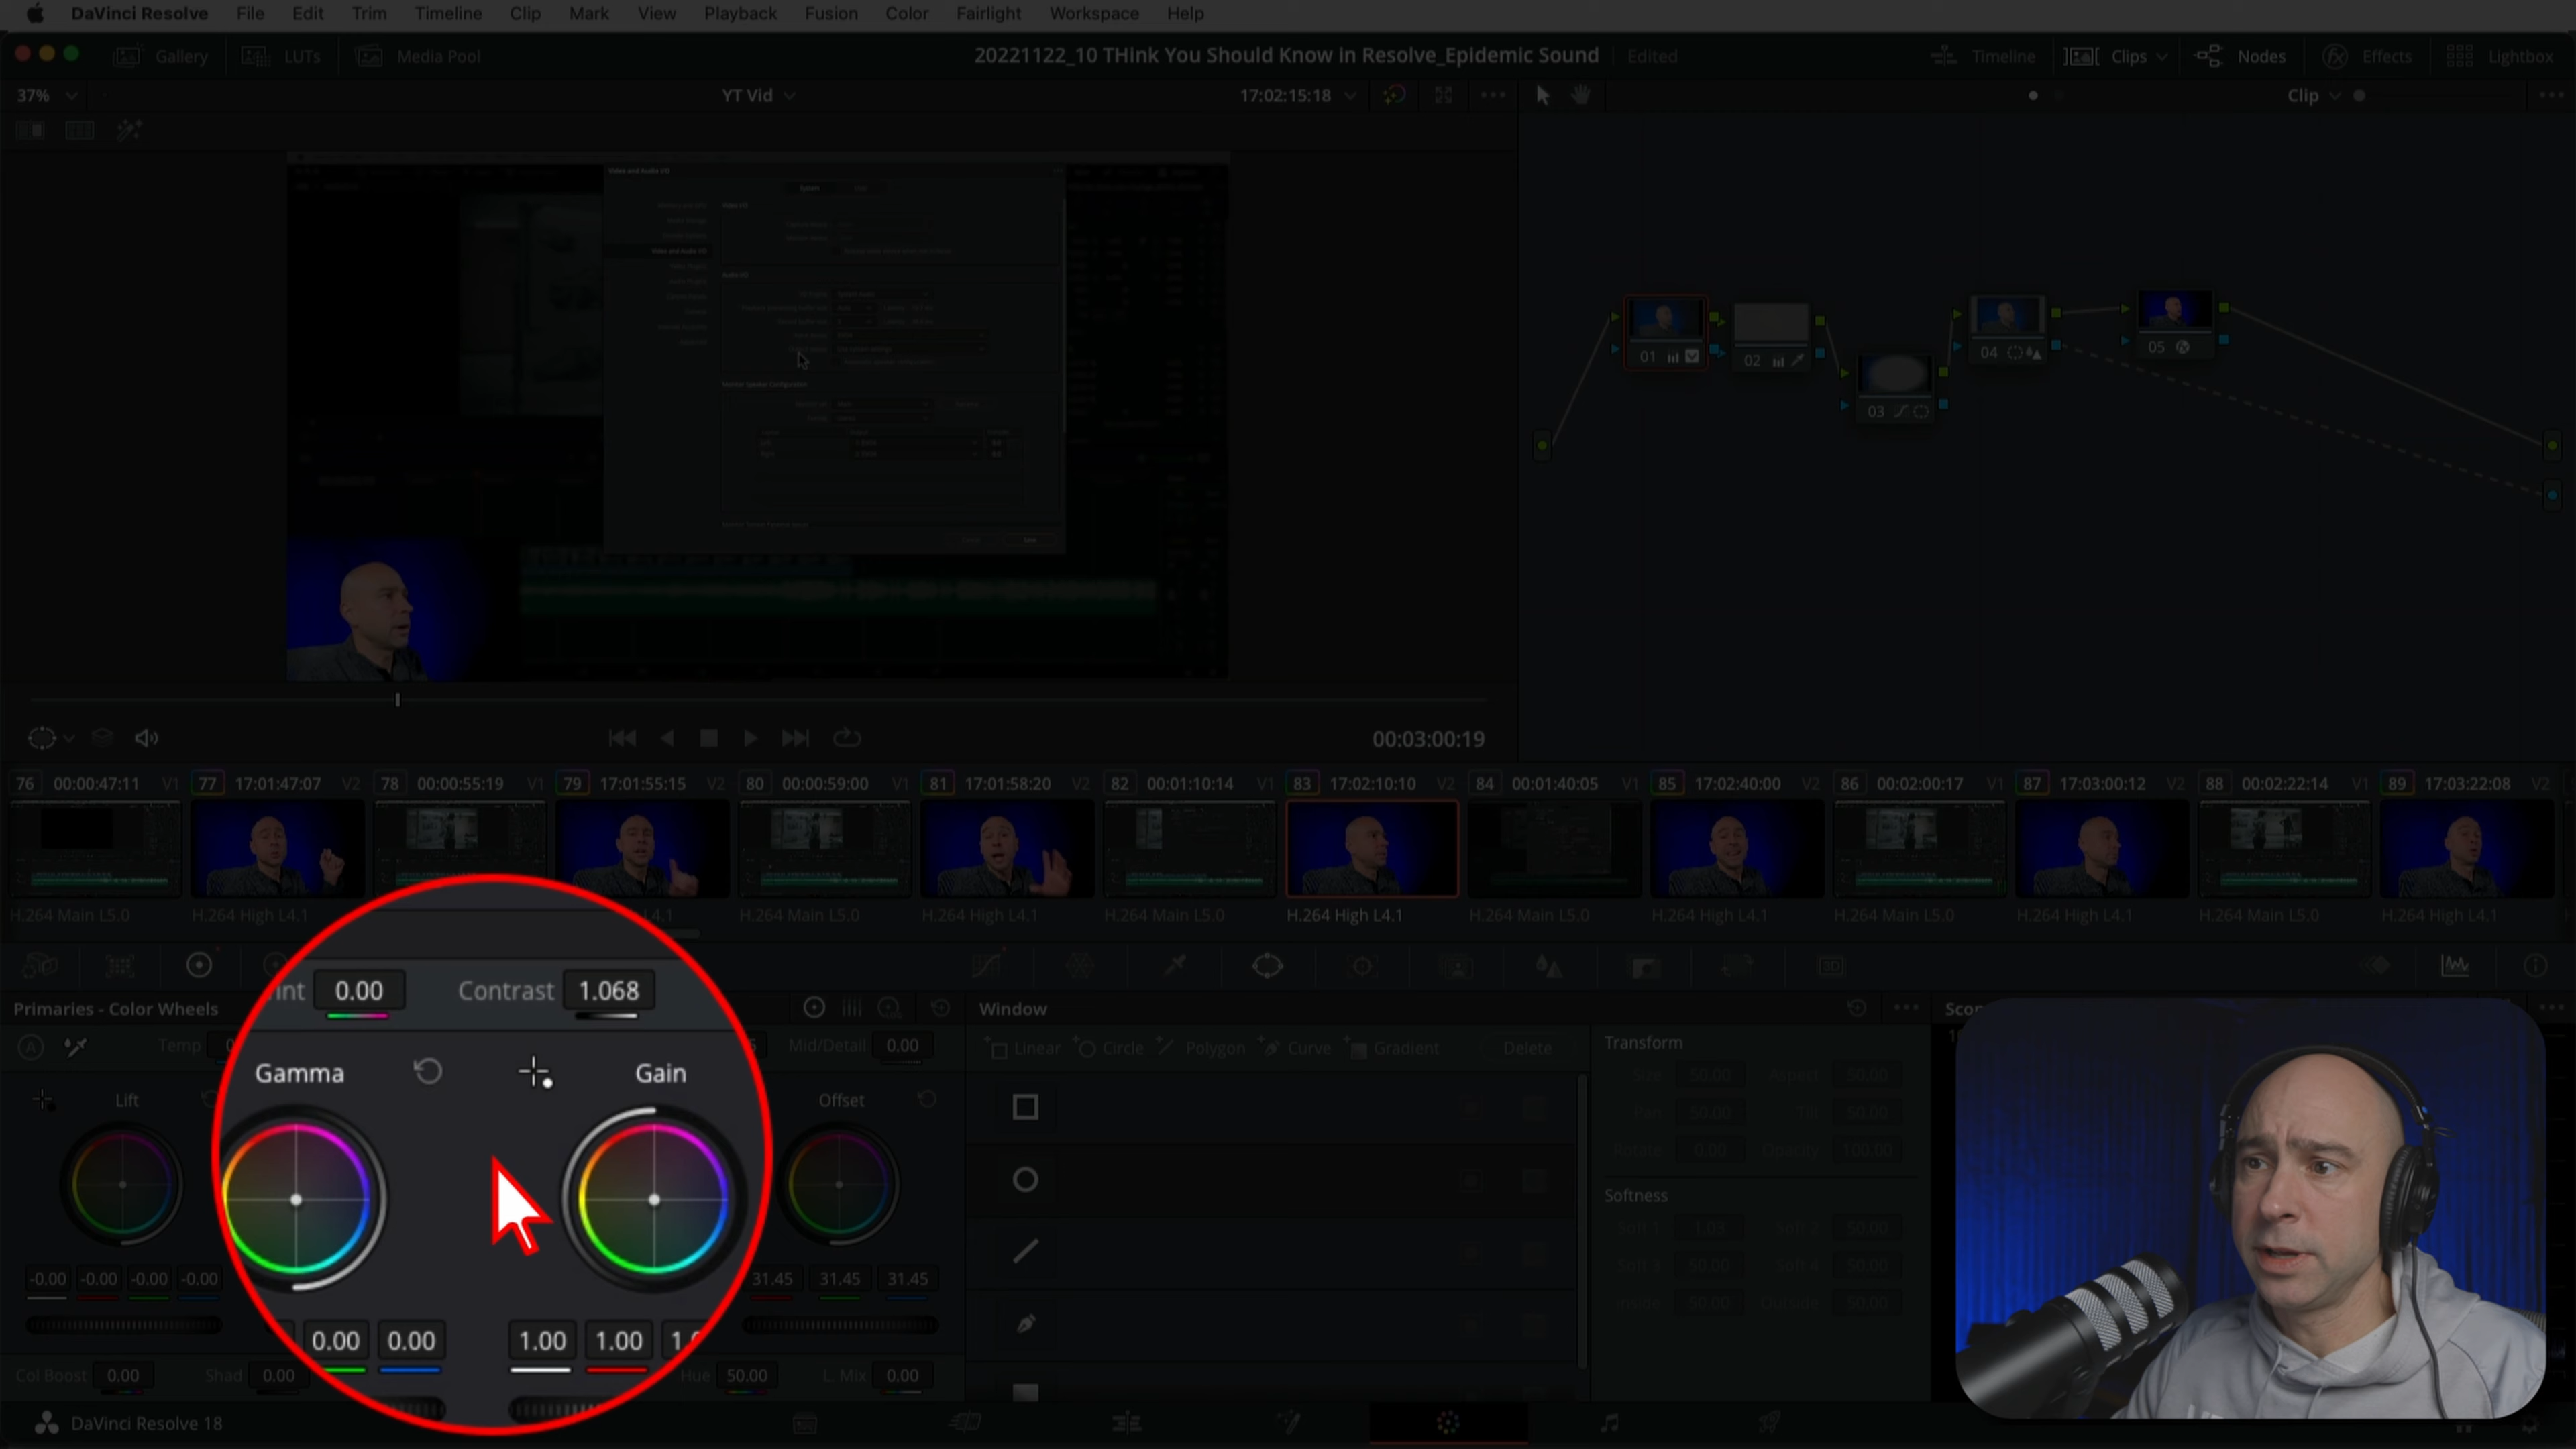 DaVinci Resolve File Edit Trim Timeline Clip Mark View Playback Fusion Color Fairlight Workspace Help
Gallery LUTs Media Pool 20221122_10 THink You Should Know in Resolve_Epidemic Sound Edited Timeline Clips Nodes Effects Lightbox
37% YT Vid 17:02:15:18 Clip
Video and Audio I/O
01 02 03 04 05
00:03:00:19
76 00:00:47:11 V1 77 17:01:47:07 V2 78 00:00:55:19 V1 79 17:01:55:15 V2 80 00:00:59:00 V1 81 17:01:58:20 V2 82 00:01:10:14 V1 83 17:02:10:10 V2 84 00:01:40:05 V1 85 17:02:40:00 V2 86 00:02:00:17 V1 87 17:03:00:12 V2 88 00:02:22:14 V1 89 17:03:22:08 V2
H.264 Main L5.0 H.264 High L4.1 L4.1 H.264 Main L5.0 H.264 High L4.1 H.264 Main L5.0 H.264 High L4.1 H.264 Main L5.0 H.264 High L4.1 H.264 Main L5.0 H.264 High L4.1 H.264 Main L5.0 H.264 High L4.1
int 0.00 Contrast 1.068
Primaries - Color Wheels Window
A Temp Mid/Detail 0.00 Linear Circle Polygon Curve Gradient Delete Transform
Gamma Gain
Lift Offset
Size 50.00 Aspect 50.00
Pan 50.00 Tilt 50.00
Rotate 0.00 Opacity 100.00
Softness
Soft 1 1.03 Soft 2 50.00
Soft 3 50.00 Soft 4 50.00
Inside 50.00 Outside 50.00
-0.00 -0.00 -0.00 -0.00 31.45 31.45 31.45
0.00 0.00 1.00 1.00
Col Boost 0.00 Shad 0.00 Hue 50.00 L. Mix 0.00
DaVinci Resolve 18